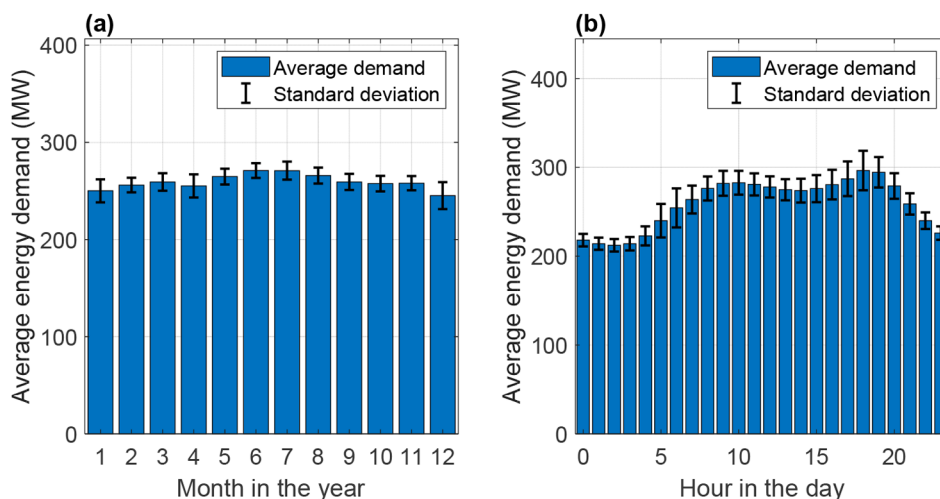 (a)
Average energy demand (MW)
400
300
200
100
0
Average demand
Standard deviation
1 2 3 4 5 6 7 8 9 10 11 12
Month in the year
(b)
Average energy demand (MW)
400
300
200
100
0
Average demand
Standard deviation
0 5 10 15 20
Hour in the day